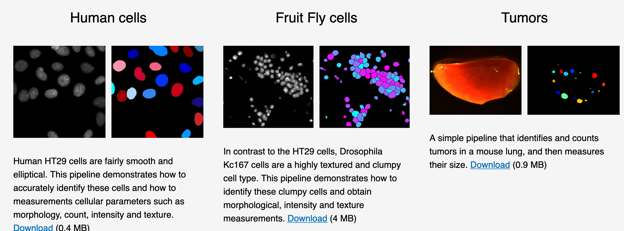 Human cells
Human HT29 cells are fairly smooth and
elliptical. This pipeline demonstrates how to
accurately identify these cells and how to
measurements cellular parameters such as
morphology, count, intensity and texture.
Download (0.4 MB)
Fruit Fly cells
In contrast to the HT29 cells, Drosophila
Kc167 cells are a highly textured and clumpy
cell type. This pipeline demonstrates how to
identify these clumpy cells and obtain
morphological, intensity and texture
measurements. Download (4 MB)
Tumors
A simple pipeline that identifies and counts
tumors in a mouse lung, and then measures
their size. Download (0.9 MB)